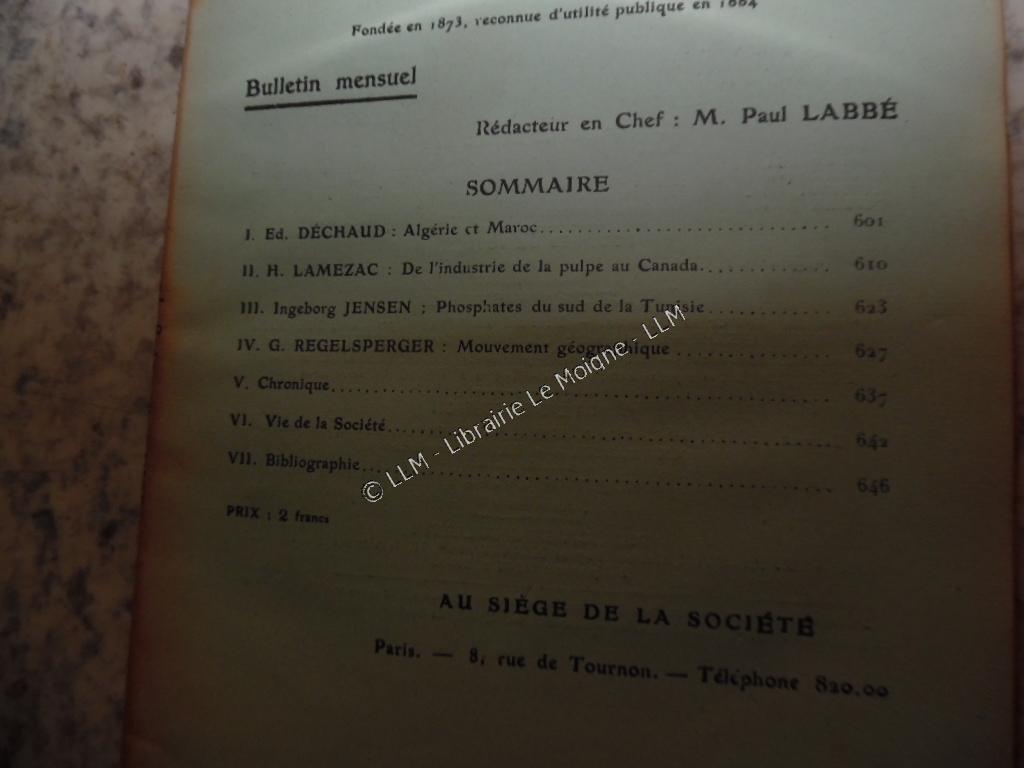 Fondée en 1873, reconnue d'utilité publique en 1884
Bulletin mensuel
Rédacteur en Chef : M. Paul LABBÉ
SOMMAIRE
I. Ed. DÉCHAUD : Algérie et Maroc.............................. 601
II. H. LAMEZAC : De l'industrie de la pulpe au Canada............ 610
III. Ingeborg JENSEN : Phosphates du sud de la Tunisie............ 623
IV. G. REGELSPERGER : Mouvement géographique .............. 627
V. Chronique.................................................. 637
VI. Vie de la Société............................................ 642
VII. Bibliographie.............................................. 646
PRIX : 2 francs
AU SIÈGE DE LA SOCIÉTÉ
Paris. — 8, rue de Tournon. — Téléphone 820.00
© LLM - Librairie Le Moigne - LLM